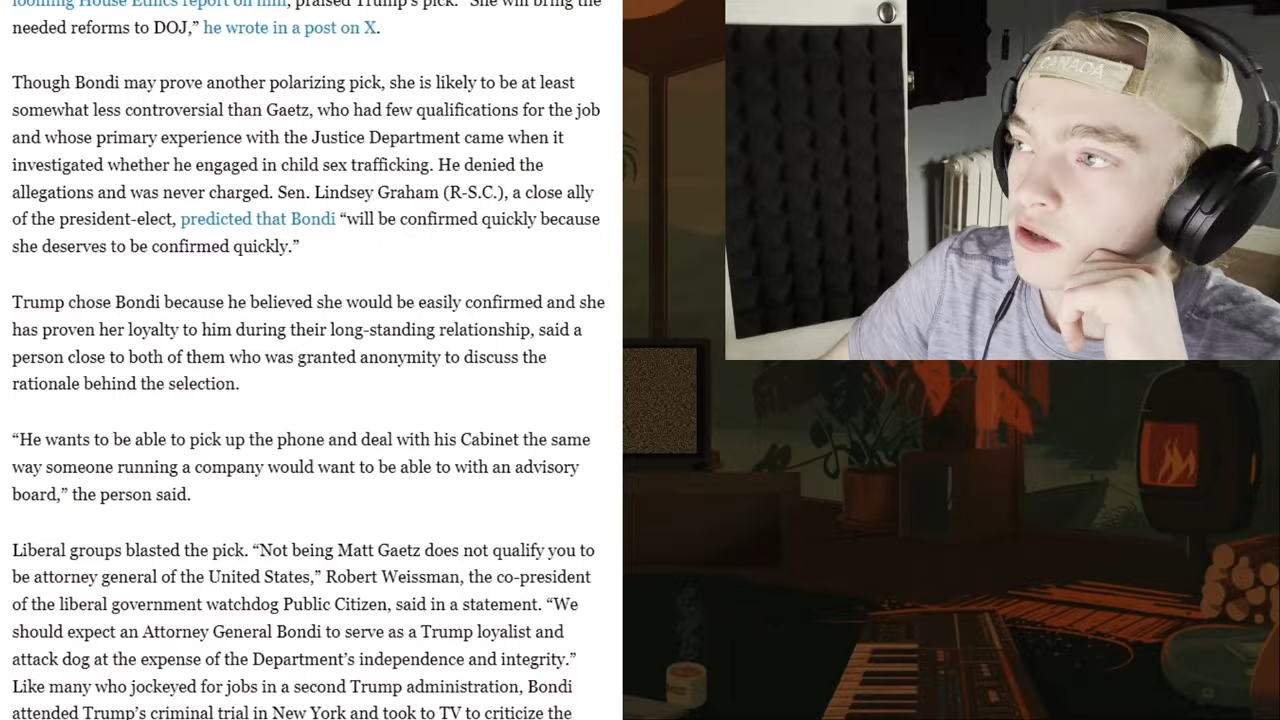 looming House Ethics report on him, praised Trump's pick. “She will bring the
needed reforms to DOJ,” he wrote in a post on X.
Though Bondi may prove another polarizing pick, she is likely to be at least
somewhat less controversial than Gaetz, who had few qualifications for the job
and whose primary experience with the Justice Department came when it
investigated whether he engaged in child sex trafficking. He denied the
allegations and was never charged. Sen. Lindsey Graham (R-S.C.), a close ally
of the president-elect, predicted that Bondi “will be confirmed quickly because
she deserves to be confirmed quickly.”
Trump chose Bondi because he believed she would be easily confirmed and she
has proven her loyalty to him during their long-standing relationship, said a
person close to both of them who was granted anonymity to discuss the
rationale behind the selection.
“He wants to be able to pick up the phone and deal with his Cabinet the same
way someone running a company would want to be able to with an advisory
board,” the person said.
Liberal groups blasted the pick. “Not being Matt Gaetz does not qualify you to
be attorney general of the United States,” Robert Weissman, the co-president
of the liberal government watchdog Public Citizen, said in a statement. “We
should expect an Attorney General Bondi to serve as a Trump loyalist and
attack dog at the expense of the Department’s independence and integrity.”
Like many who jockeyed for jobs in a second Trump administration, Bondi
attended Trump’s criminal trial in New York and took to TV to criticize the
CANADA